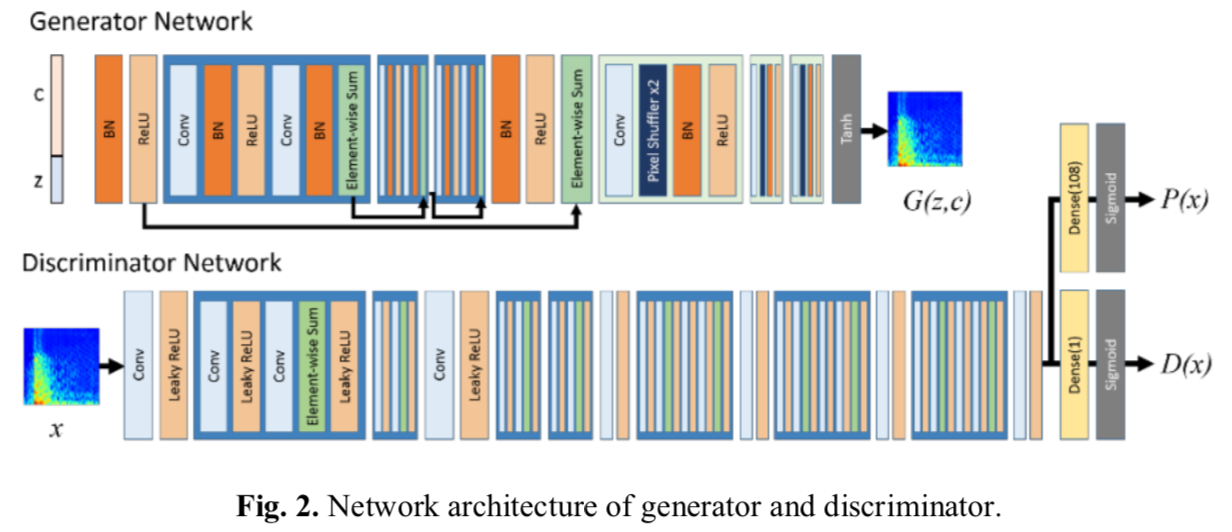 Generator Network
C
Z
BN
ReLU
Conv
BN
ReLU
Conv
BN
Element-wise Sum
BN
ReLU
Element-wise Sum
Conv
Pixel Shuffler x2
BN
ReLU
Tanh
G(z,c)
Discriminator Network
x
Conv
Leaky ReLU
Conv
Leaky ReLU
Conv
Element-wise Sum
Leaky ReLU
Conv
Leaky ReLU
Dense(108)
Sigmoid
P(x)
Dense(1)
Sigmoid
D(x)
Fig. 2. Network architecture of generator and discriminator.